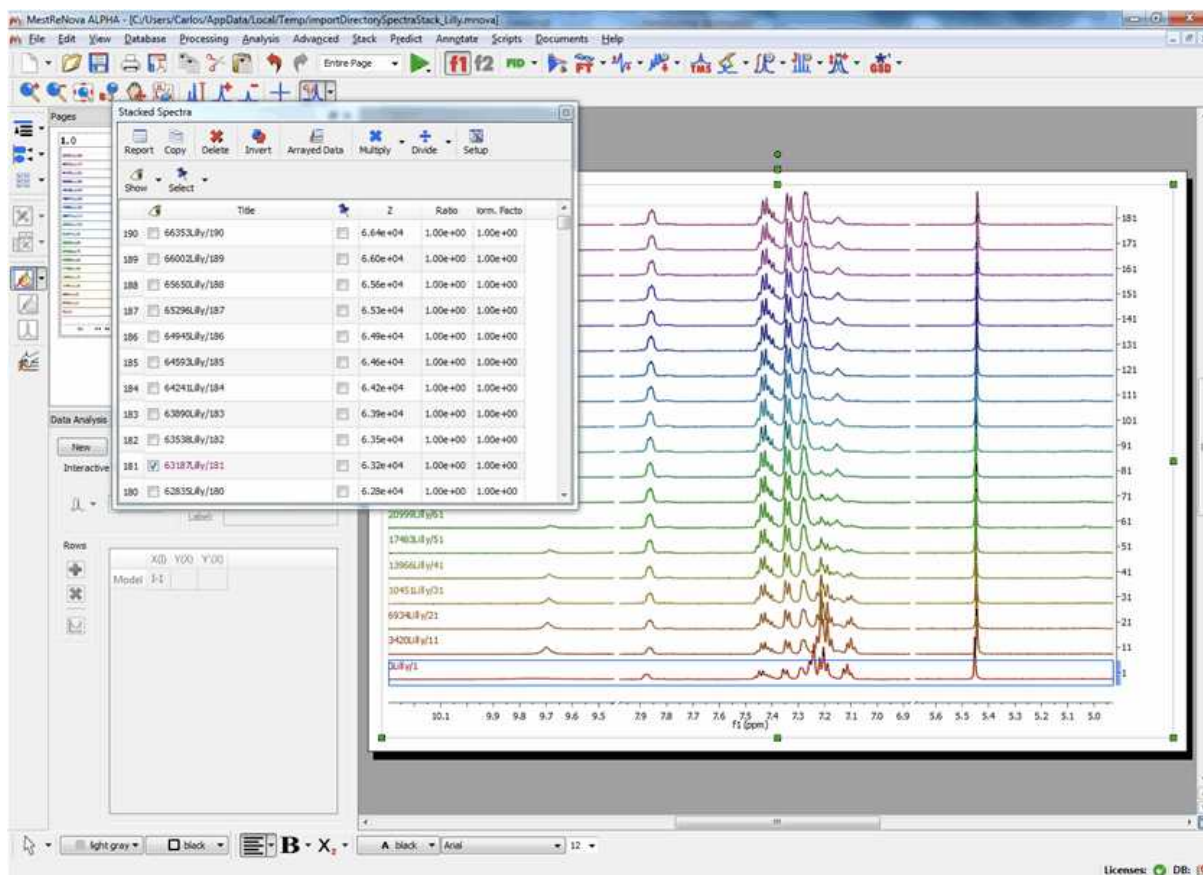 MestReNova ALPHA - [C:/Users/Carlos/AppData/Local/Temp/importDirectorySpectraStack_Lilly.mnova]
File Edit View Database Processing Analysis Advanced Stack Predict Annotate Scripts Documents Help
Entire Page f1 f2 FID FT TMS GSD
Pages
1.0
Stacked Spectra
Report Copy Delete Invert Arrayed Data Multiply Divide Setup
Show Select
Title Z Ratio lorm. Facto
190 66353Lilly/190 6.64e+04 1.00e+00 1.00e+00
189 66002Lilly/189 6.60e+04 1.00e+00 1.00e+00
188 65650Lilly/188 6.56e+04 1.00e+00 1.00e+00
187 65296Lilly/187 6.53e+04 1.00e+00 1.00e+00
186 64945Lilly/186 6.49e+04 1.00e+00 1.00e+00
185 64593Lilly/185 6.46e+04 1.00e+00 1.00e+00
184 64241Lilly/184 6.42e+04 1.00e+00 1.00e+00
183 63890Lilly/183 6.39e+04 1.00e+00 1.00e+00
182 63538Lilly/182 6.35e+04 1.00e+00 1.00e+00
181 63187Lilly/181 6.32e+04 1.00e+00 1.00e+00
180 62835Lilly/180 6.28e+04 1.00e+00 1.00e+00
Data Analysis
New
Interactive
Label:
Rows
X(I) Y(X) Y'(X)
Model 1-1
181
171
161
151
141
131
121
111
101
91
81
71
20999Lilly/61 61
17483Lilly/51 51
13966Lilly/41 41
10451Lilly/31 31
6934Lilly/21 21
3420Lilly/11 11
Lilly/1 1
10.1 9.9 9.8 9.7 9.6 9.5 7.9 7.8 7.7 7.6 7.5 7.4 7.3 7.2 7.1 7.0 6.9 5.6 5.5 5.4 5.3 5.2 5.1 5.0
f1 (ppm)
light gray black B X2 A black Arial 12
Licenses: DB: